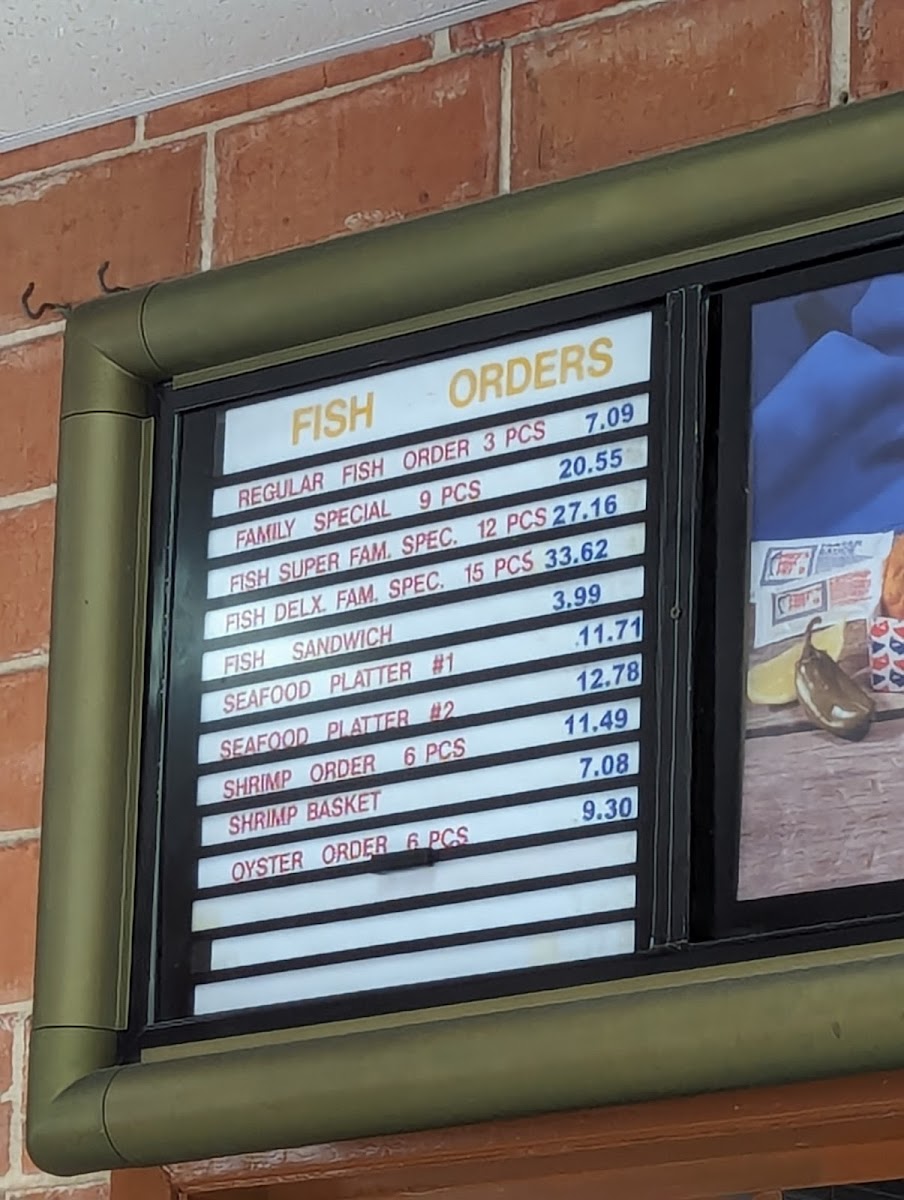 FISH ORDERS
REGULAR FISH ORDER 3 PCS 7.09
FAMILY SPECIAL 9 PCS 20.55
FISH SUPER FAM. SPEC. 12 PCS 27.16
FISH DELX. FAM. SPEC. 15 PCS 33.62
FISH SANDWICH 3.99
SEAFOOD PLATTER #1 11.71
SEAFOOD PLATTER #2 12.78
SHRIMP ORDER 6 PCS 11.49
SHRIMP BASKET 7.08
OYSTER ORDER 6 PCS 9.30